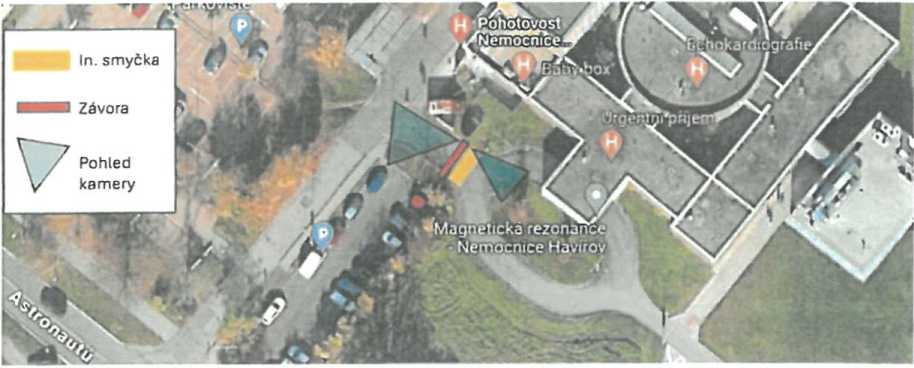 Parkoviště
P
H
Pohotovost
Nemocnice...
In. smyčka
H
Baby box
Echokardiografie
H
Závora
Urgentní příjem
H
Pohled
kamery
P
Magnetická rezonance
- Nemocnice Havířov
Astronautů